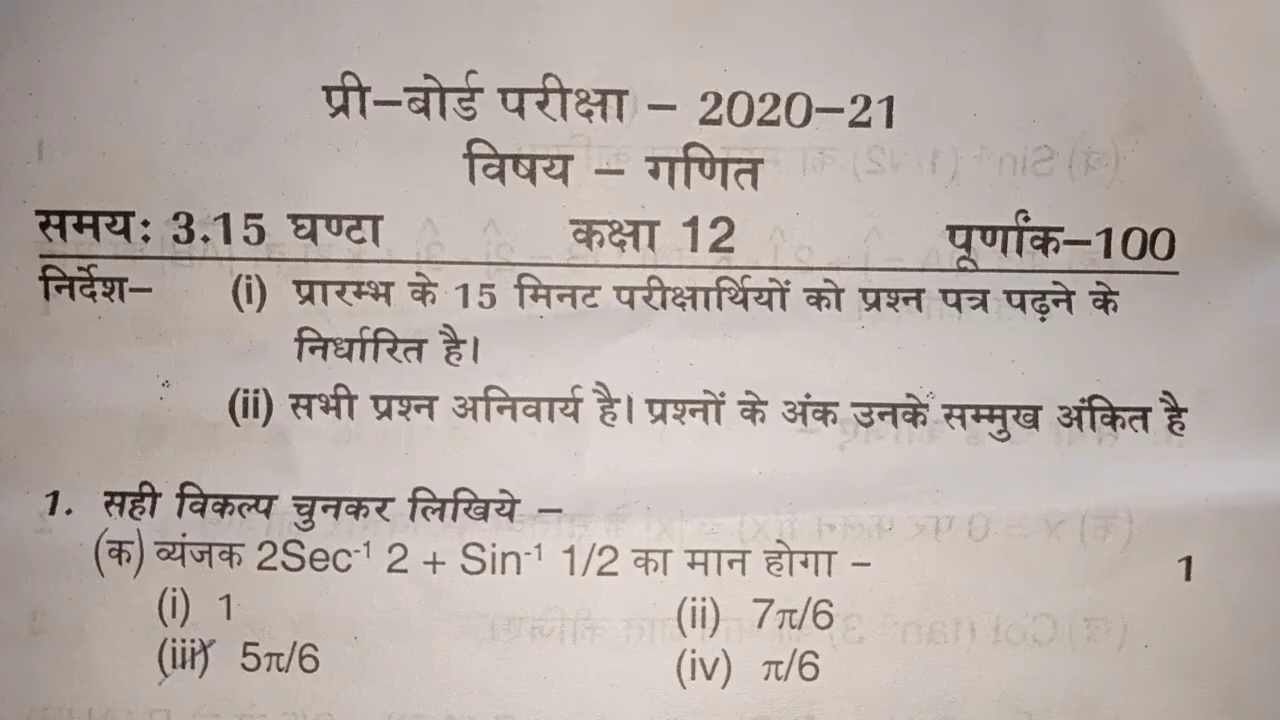 प्री–बोर्ड परीक्षा – 2020–21
विषय – गणित
समय: 3.15 घण्टा कक्षा 12 पूर्णांक–100
निर्देश– (i) प्रारम्भ के 15 मिनट परीक्षार्थियों को प्रश्न पत्र पढ़ने के
निर्धारित है।
(ii) सभी प्रश्न अनिवार्य है। प्रश्नों के अंक उनके सम्मुख अंकित है
1. सही विकल्प चुनकर लिखिये –
(क) व्यंजक 2Sec⁻¹ 2 + Sin⁻¹ 1/2 का मान होगा – 1
(i) 1 (ii) 7π/6
(iii) 5π/6 (iv) π/6